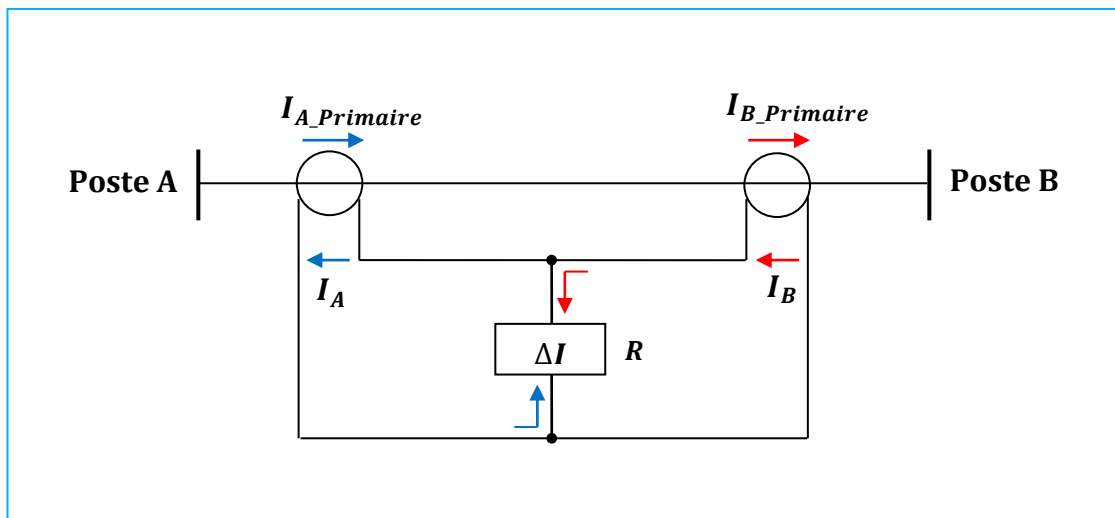 I_A_Primaire
I_B_Primaire
Poste A
Poste B
I_A
I_B
ΔI
R